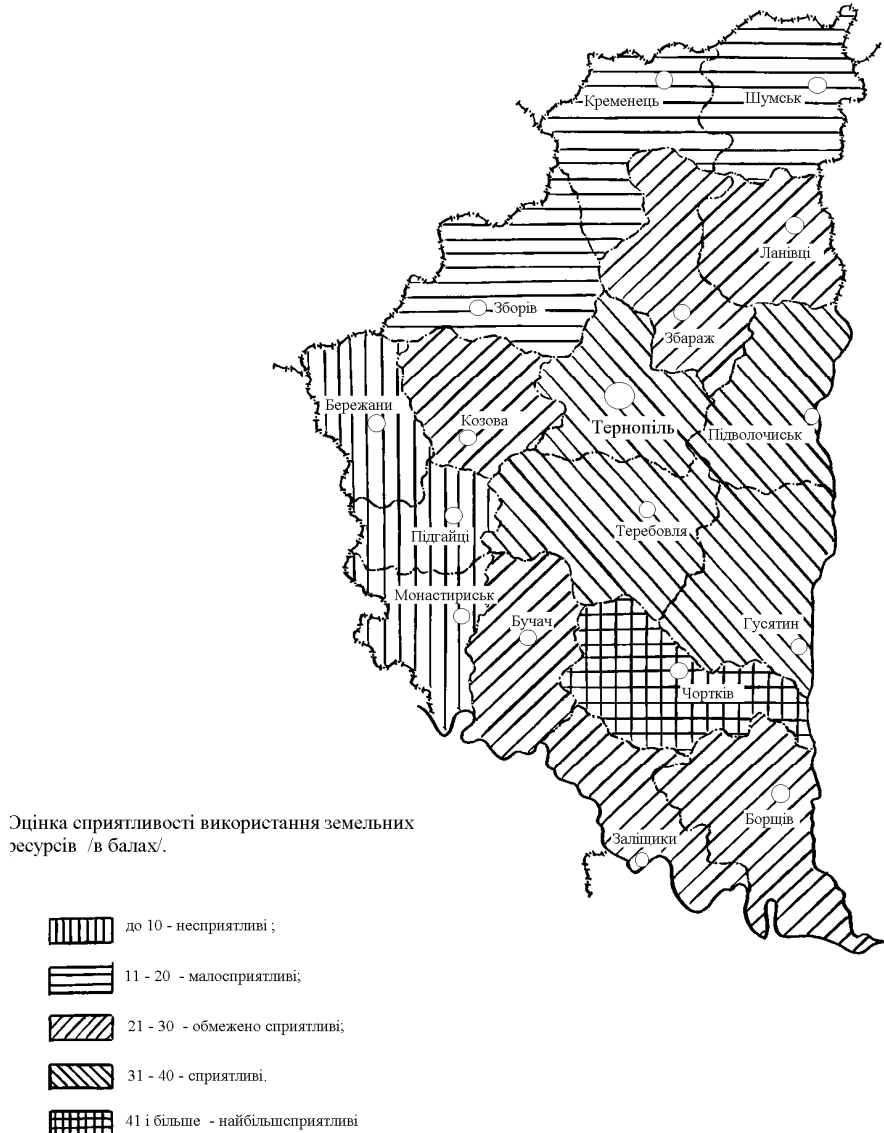 Кременець
Шумськ
Ланівці
Зборів
Збараж
Бережани
Козова
Тернопіль
Підволочиськ
Підгайці
Теребовля
Монастириськ
Бучач
Гусятин
Чортків
Борщів
Заліщики
Оцінка сприятливості використання земельних
ресурсів /в балах/.
до 10 - несприятливі ;
11 - 20 - малосприятливі;
21 - 30 - обмежено сприятливі;
31 - 40 - сприятливі.
41 і більше - найбільшсприятливі